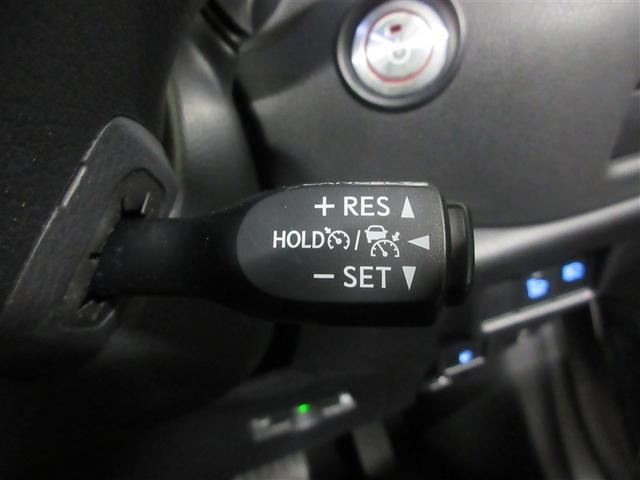 + RES
HOLD /
− SET